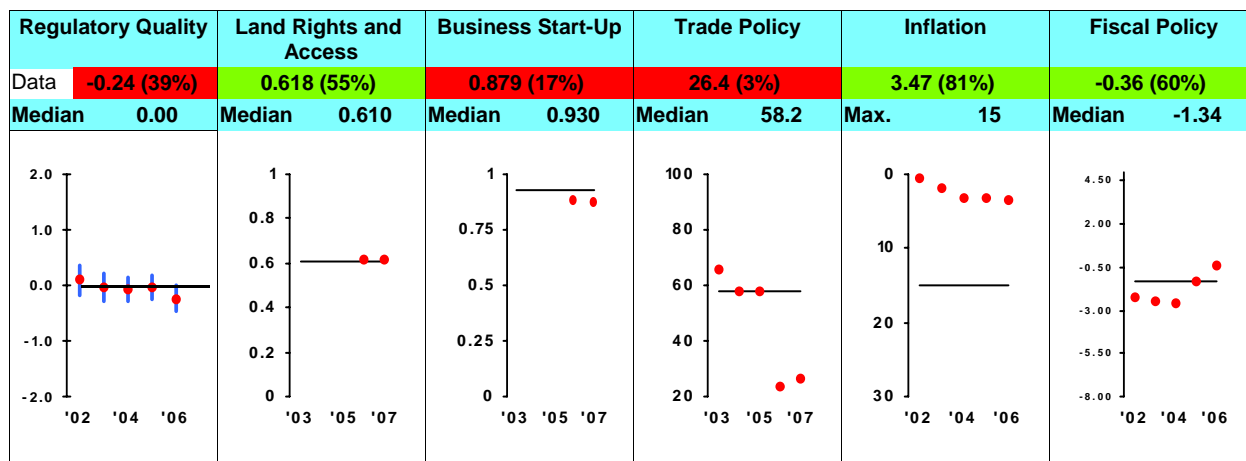 Regulatory Quality
Land Rights and
Access
Business Start-Up
Trade Policy
Inflation
Fiscal Policy
Data -0.24 (39%)
0.618 (55%)
0.879 (17%)
26.4 (3%)
3.47 (81%)
-0.36 (60%)
Median 0.00
Median 0.610
Median 0.930
Median 58.2
Max. 15
Median -1.34
2.0
1.0
0.0
-1.0
-2.0
'02 '04 '06
1
0.8
0.6
0.4
0.2
0
'03 '05 '07
1
0.75
0.5
0.25
0
'03 '05 '07
100
80
60
40
20
'03 '05 '07
0
10
15
20
30
'02 '04 '06
4.50
2.00
-0.50
-3.00
-5.50
-8.00
'02 '04 '06